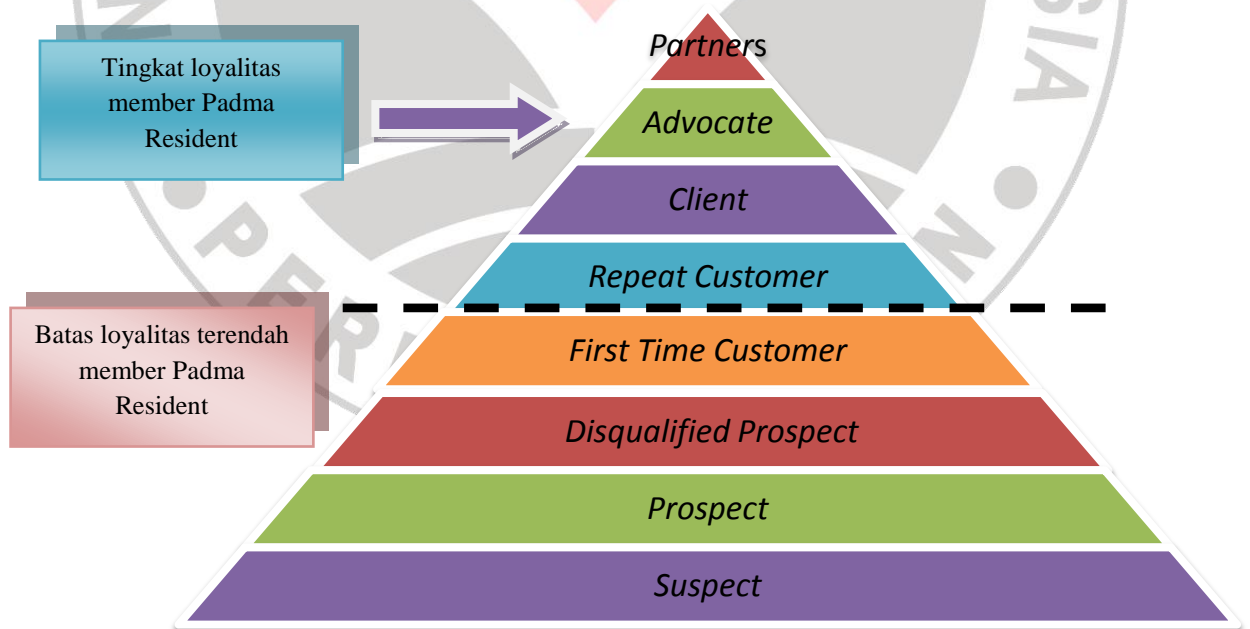 Tingkat loyalitas
member Padma
Resident
Partners
Advocate
Client
Repeat Customer
Batas loyalitas terendah
member Padma
Resident
First Time Customer
Disqualified Prospect
Prospect
Suspect